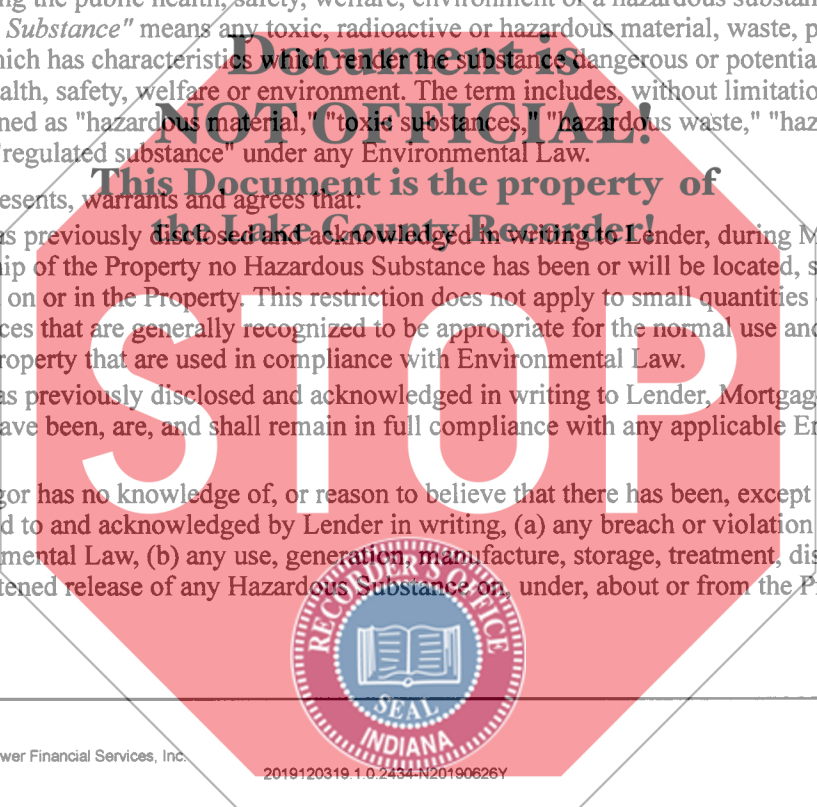 ng the public health, safety, welfare, environment or a hazardous substan
Substance" means any toxic, radioactive or hazardous material, waste, p
hich has characteristics which render the substance dangerous or potentia
Document is
alth, safety, welfare or environment. The term includes, without limitatio
ned as "hazardous material," "toxic substances," "hazardous waste," "haz
NOT OFFICIAL!
"regulated substance" under any Environmental Law.
This Document is the property of
esents, warrants and agrees that:
the Lake County Recorder!
as previously disclosed and acknowledged in writing to Lender, during M
ip of the Property no Hazardous Substance has been or will be located, s
on or in the Property. This restriction does not apply to small quantities
ces that are generally recognized to be appropriate for the normal use and
roperty that are used in compliance with Environmental Law.
STOP
as previously disclosed and acknowledged in writing to Lender, Mortgag
ave been, are, and shall remain in full compliance with any applicable En
gor has no knowledge of, or reason to believe that there has been, except
d to and acknowledged by Lender in writing, (a) any breach or violation
mental Law, (b) any use, generation, manufacture, storage, treatment, dis
tened release of any Hazardous Substance on, under, about or from the P
RECORDER'S OFFICE
SEAL
INDIANA
wer Financial Services, Inc.
2019120319.1.0.2434-N20190626Y